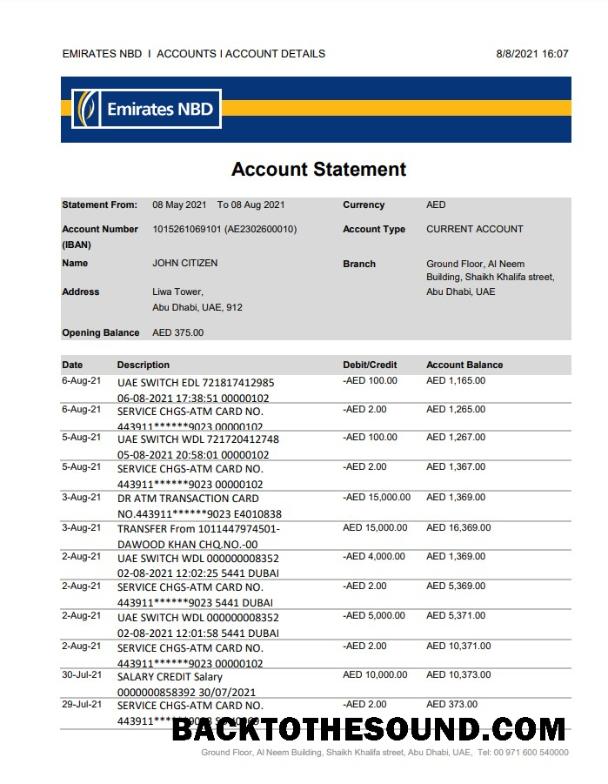 EMIRATES NBD I ACCOUNTS I ACCOUNT DETAILS 8/8/2021 16:07
Emirates NBD
Account Statement
Statement From: 08 May 2021 To 08 Aug 2021 Currency AED
Account Number 1015261069101 (AE2302600010) Account Type CURRENT ACCOUNT
(IBAN)
Name JOHN CITIZEN Branch Ground Floor, Al Neem
Building, Shaikh Khalifa street,
Address Liwa Tower, Abu Dhabi, UAE
Abu Dhabi, UAE, 912
Opening Balance AED 375.00
Date Description Debit/Credit Account Balance
6-Aug-21 UAE SWITCH EDL 721817412985 -AED 100.00 AED 1,165.00
06-08-2021 17:38:51 00000102
6-Aug-21 SERVICE CHGS-ATM CARD NO. -AED 2.00 AED 1,265.00
443911******9023 00000102
5-Aug-21 UAE SWITCH WDL 721720412748 -AED 100.00 AED 1,267.00
05-08-2021 20:58:01 00000102
5-Aug-21 SERVICE CHGS-ATM CARD NO. -AED 2.00 AED 1,367.00
443911******9023 00000102
3-Aug-21 DR ATM TRANSACTION CARD -AED 15,000.00 AED 1,369.00
NO.443911******9023 E4010838
3-Aug-21 TRANSFER From 1011447974501- AED 15,000.00 AED 16,369.00
DAWOOD KHAN CHQ.NO.-00
2-Aug-21 UAE SWITCH WDL 000000008352 -AED 4,000.00 AED 1,369.00
02-08-2021 12:02:25 5441 DUBAI
2-Aug-21 SERVICE CHGS-ATM CARD NO. -AED 2.00 AED 5,369.00
443911******9023 5441 DUBAI
2-Aug-21 UAE SWITCH WDL 000000008352 -AED 5,000.00 AED 5,371.00
02-08-2021 12:01:58 5441 DUBAI
2-Aug-21 SERVICE CHGS-ATM CARD NO. -AED 2.00 AED 10,371.00
443911******9023 00000102
30-Jul-21 SALARY CREDIT Salary AED 10,000.00 AED 10,373.00
0000000858392 30/07/2021
29-Jul-21 SERVICE CHGS-ATM CARD NO. -AED 2.00 AED 373.00
BACKTOTHESOUND.COM
Ground Floor, Al Neem Building, Shaikh Khalifa street, Abu Dhabi, UAE, Tel: 00 971 600 540000